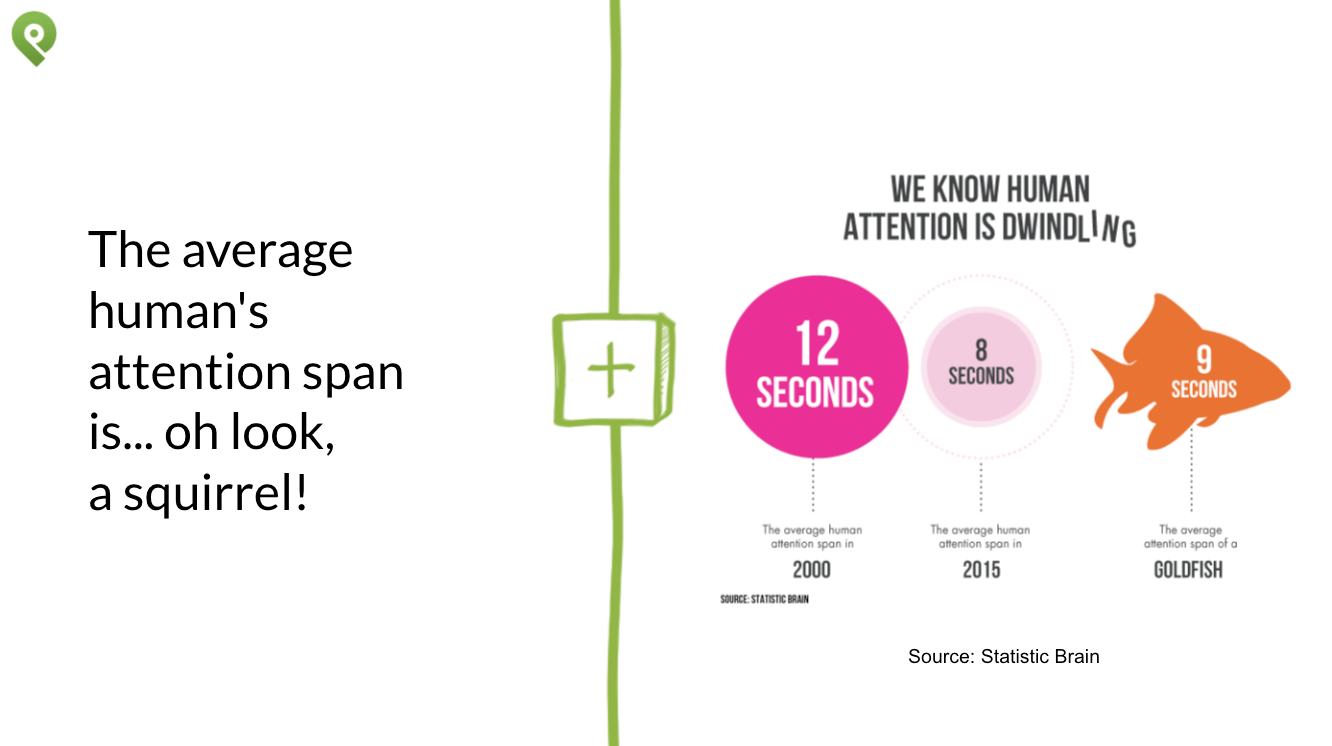 The average
human's
attention span
is... oh look,
a squirrel!
WE KNOW HUMAN
ATTENTION IS DWINDLING
12
SECONDS
8
SECONDS
9
SECONDS
The average human
attention span in
2000
The average human
attention span in
2015
The average
attention span of a
GOLDFISH
SOURCE: STATISTIC BRAIN
Source: Statistic Brain